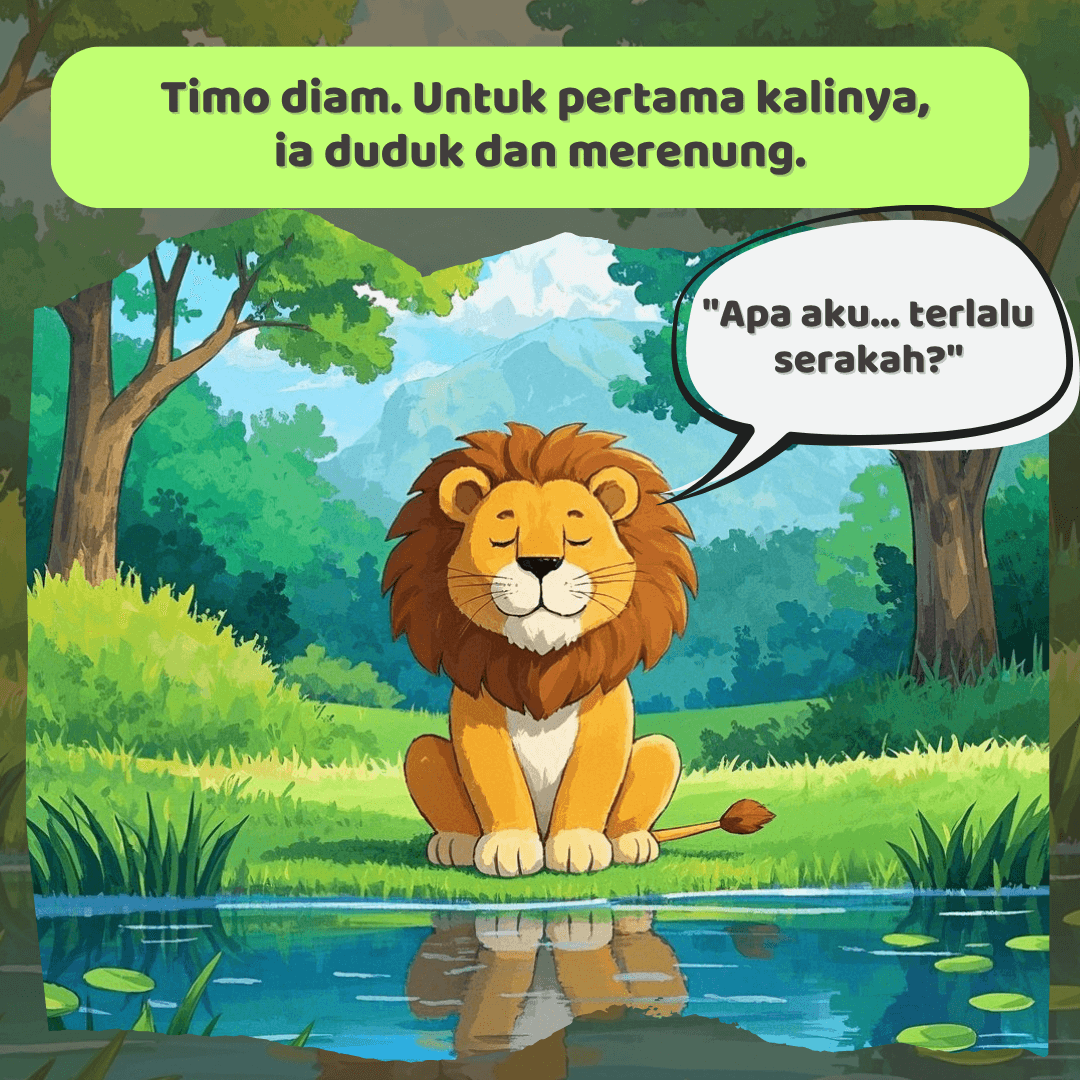 Timo diam. Untuk pertama kalinya,
ia duduk dan merenung.
"Apa aku... terlalu
serakah?"